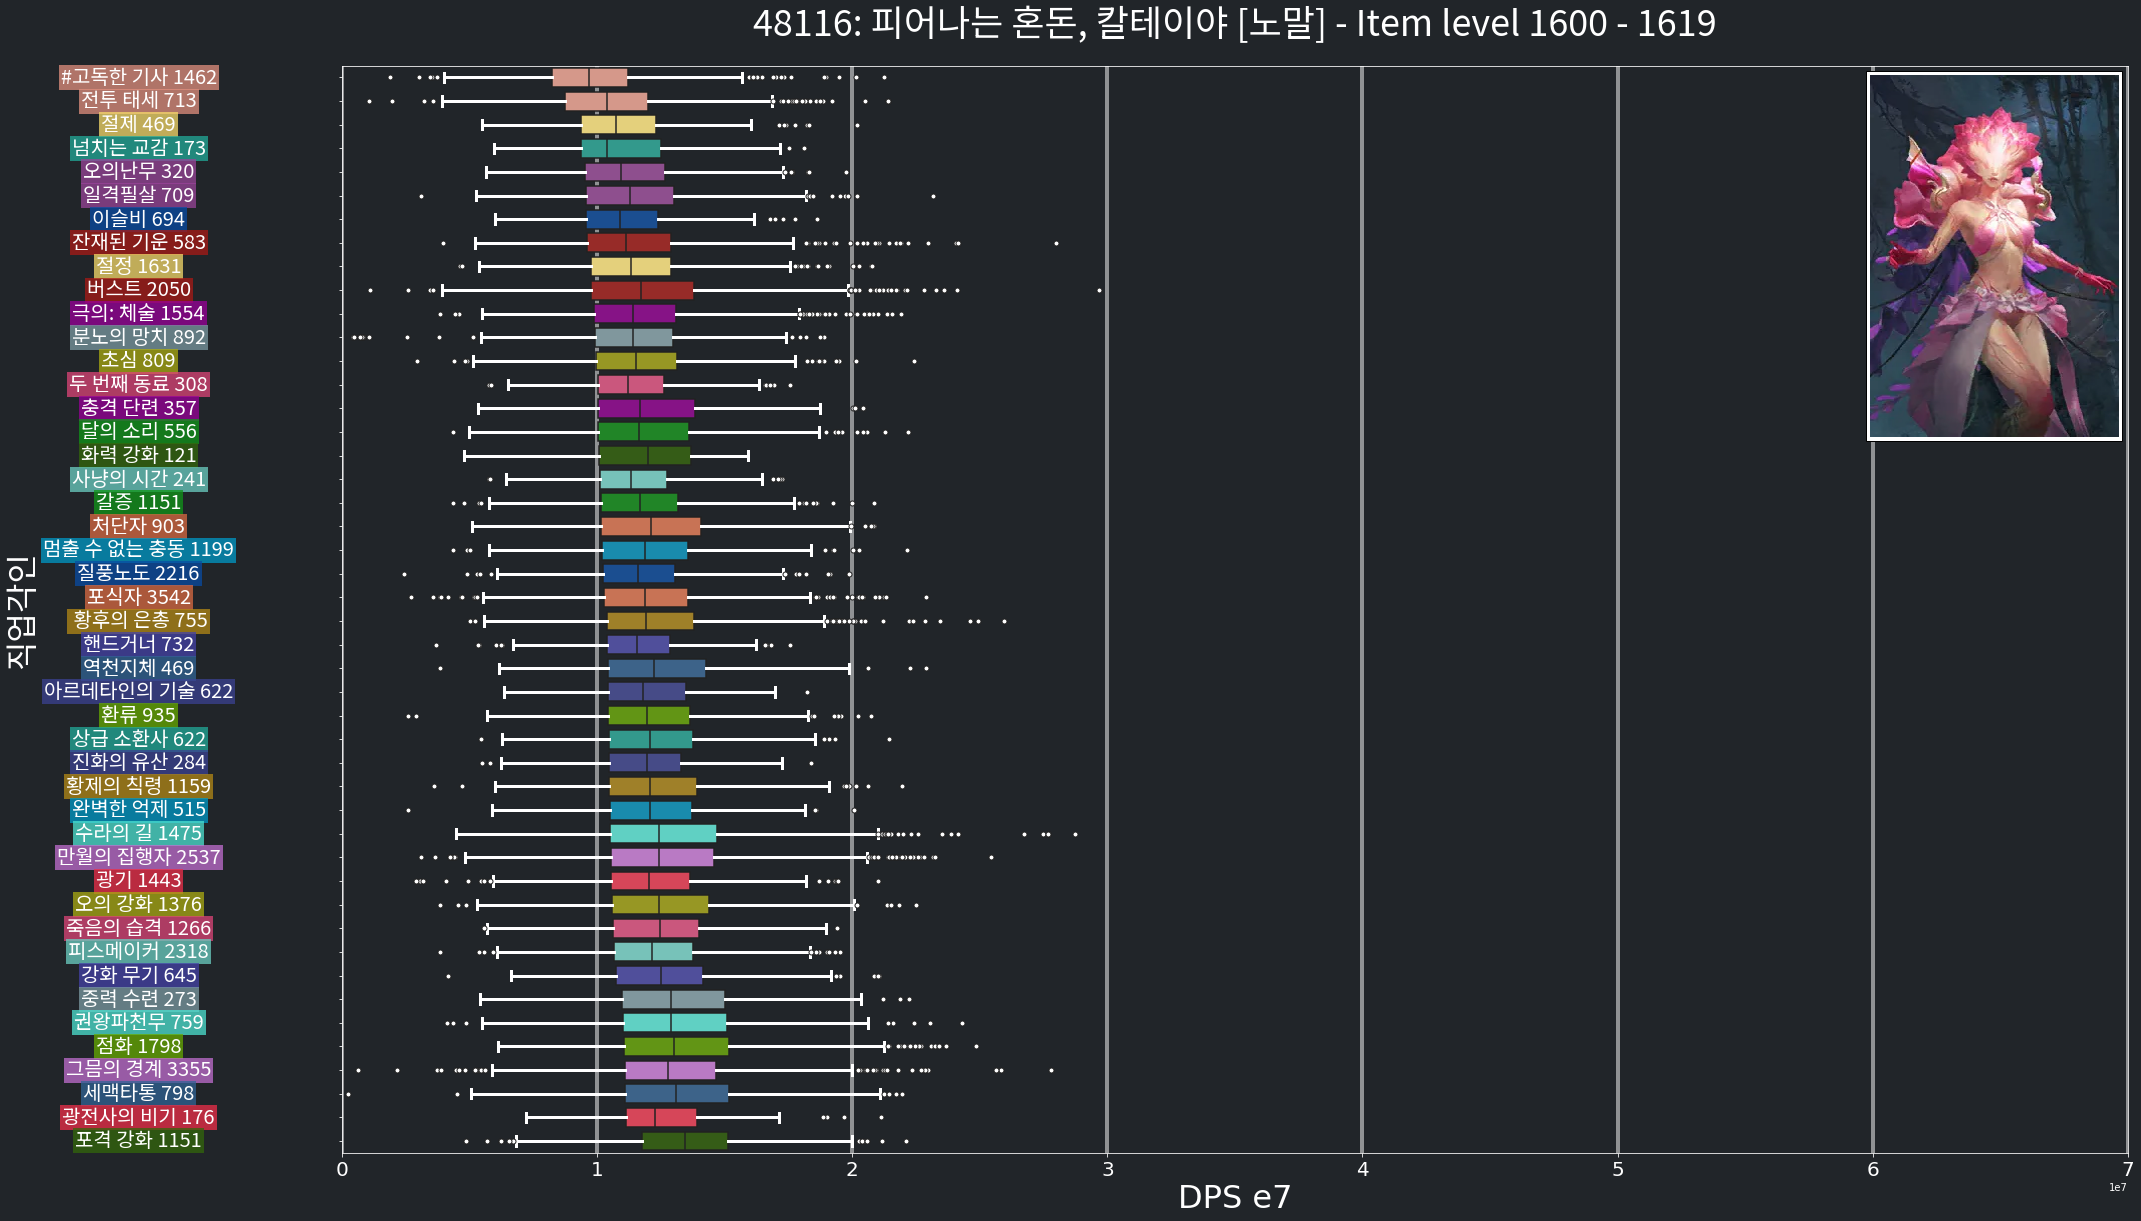 48116: 피어나는 혼돈, 칼테이야 [노말] - Item level 1600 - 1619
#고독한 기사 1462
전투 태세 713
절제 469
넘치는 교감 173
오의난무 320
일격필살 709
이슬비 694
잔재된 기운 583
절정 1631
버스트 2050
극의: 체술 1554
분노의 망치 892
초심 809
두 번째 동료 308
충격 단련 357
달의 소리 556
화력 강화 121
사냥의 시간 241
갈증 1151
처단자 903
멈출 수 없는 충동 1199
질풍노도 2216
포식자 3542
황후의 은총 755
핸드거너 732
역천지체 469
아르데타인의 기술 622
환류 935
상급 소환사 622
진화의 유산 284
황제의 칙령 1159
완벽한 억제 515
수라의 길 1475
만월의 집행자 2537
광기 1443
오의 강화 1376
죽음의 습격 1266
피스메이커 2318
강화 무기 645
중력 수련 273
권왕파천무 759
점화 1798
그믐의 경계 3355
세맥타통 798
광전사의 비기 176
포격 강화 1151
직업각인
0 1 2 3 4 5 6 7
1e7
DPS e7